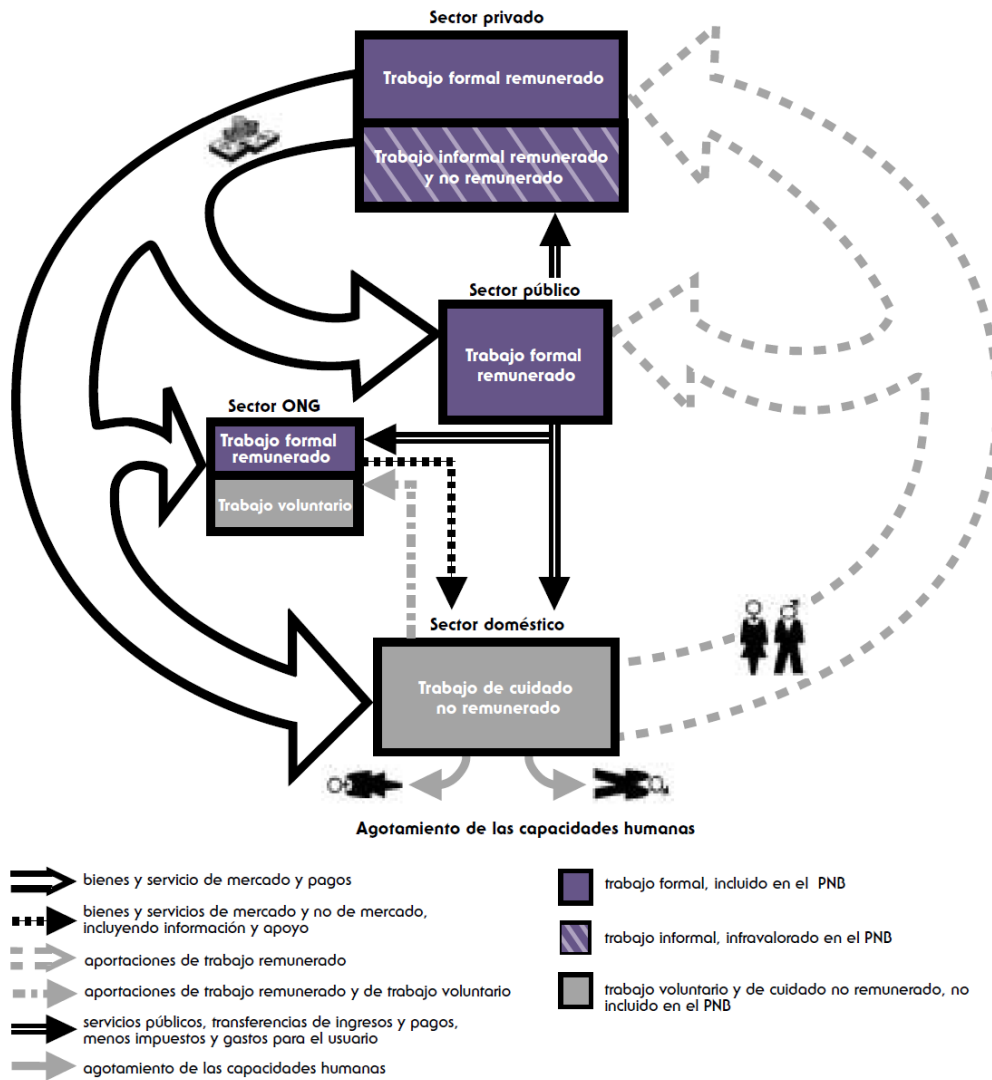 Sector privado
Trabajo formal remunerado
Trabajo informal remunerado
y no remunerado
Sector público
Trabajo formal
remunerado
Sector ONG
Trabajo formal
remunerado
Trabajo voluntario
Sector doméstico
Trabajo de cuidado
no remunerado
Agotamiento de las capacidades humanas
bienes y servicio de mercado y pagos
bienes y servicios de mercado y no de mercado,
incluyendo información y apoyo
aportaciones de trabajo remunerado
aportaciones de trabajo remunerado y de trabajo voluntario
servicios públicos, transferencias de ingresos y pagos,
menos impuestos y gastos para el usuario
agotamiento de las capacidades humanas
trabajo formal, incluido en el PNB
trabajo informal, infravalorado en el PNB
trabajo voluntario y de cuidado no remunerado, no
incluido en el PNB